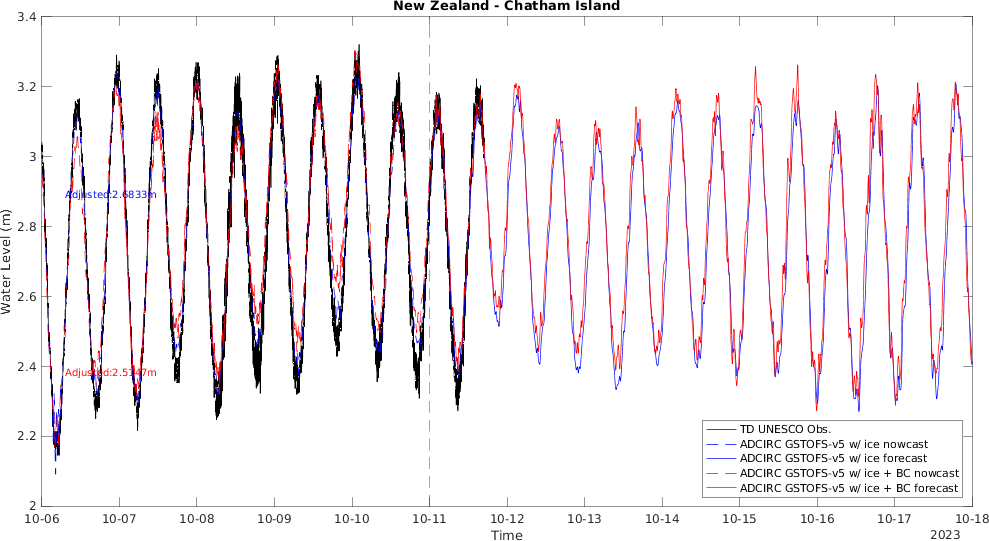 New Zealand - Chatham Island
Water Level (m)
3.4
3.2
3
2.8
2.6
2.4
2.2
2
Adjusted:2.6833m
Adjusted:2.5347m
TD UNESCO Obs.
ADCIRC GSTOFS-v5 w/ ice nowcast
ADCIRC GSTOFS-v5 w/ ice forecast
ADCIRC GSTOFS-v5 w/ ice + BC nowcast
ADCIRC GSTOFS-v5 w/ ice + BC forecast
10-06 10-07 10-08 10-09 10-10 10-11 10-12 10-13 10-14 10-15 10-16 10-17 10-18
Time
2023